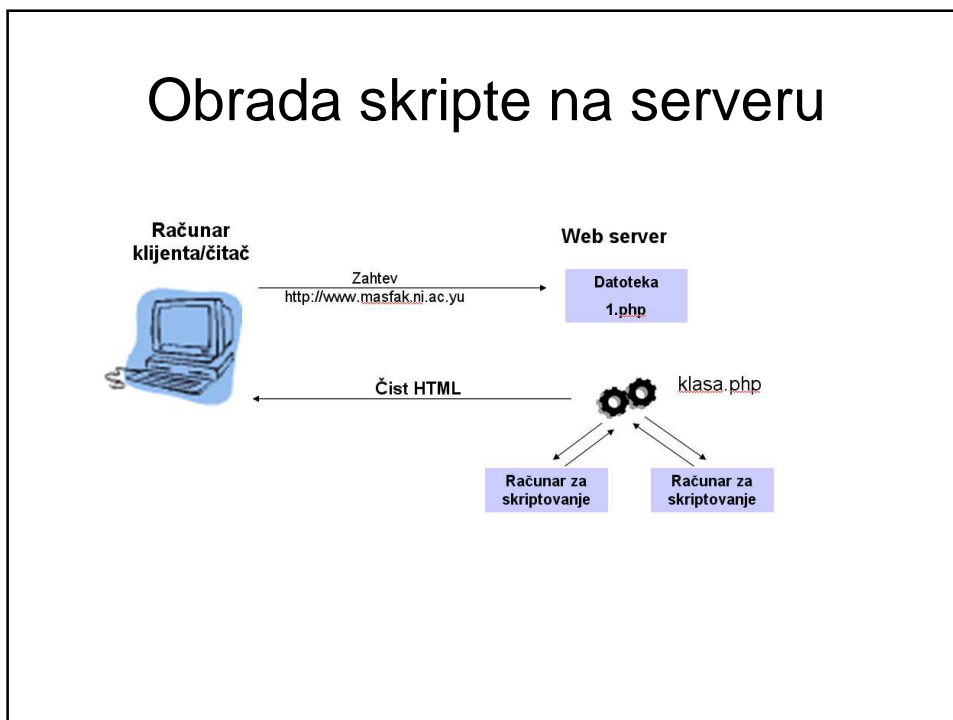 Obrada skripte na serveru
Računar
klijenta/čitač
Zahtev
http://www.masfak.ni.ac.yu
Web server
Datoteka
1.php
Čist HTML
klasa.php
Računar za
skriptovanje
Računar za
skriptovanje